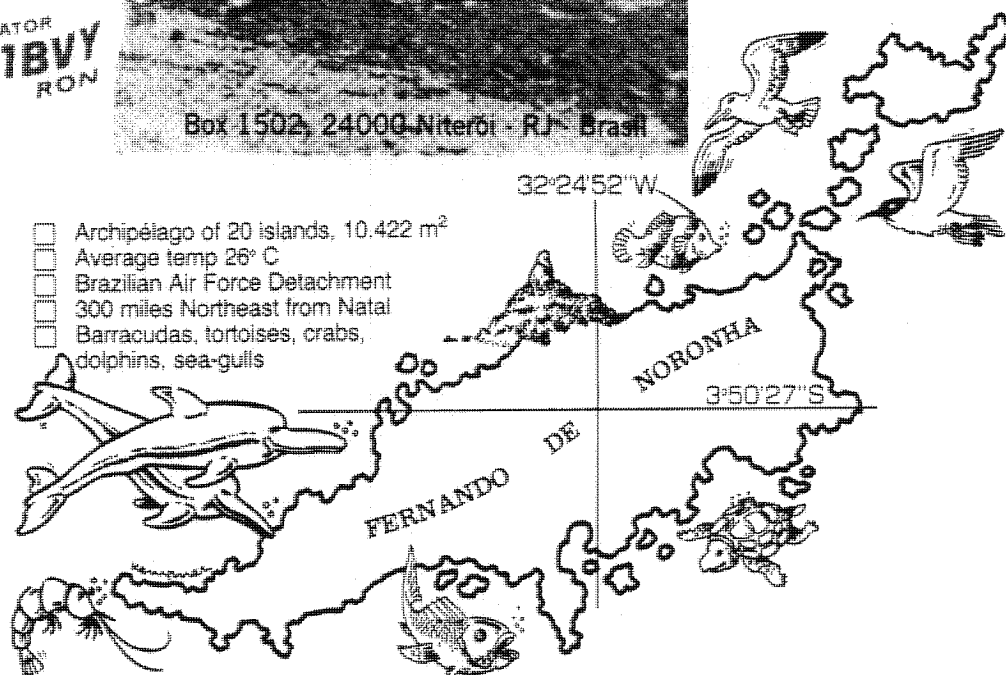 ATOR
1BVY
RON
Box 1502, 24000-Niterói - RJ - Brasil
32°24'52"W
Archipélago of 20 islands, 10.422 m²
Average temp 26° C
Brazilian Air Force Detachment
300 miles Northeast from Natal
Barracudas, tortoises, crabs,
dolphins, sea-gulls
FERNANDO DE NORONHA
3°50'27"S